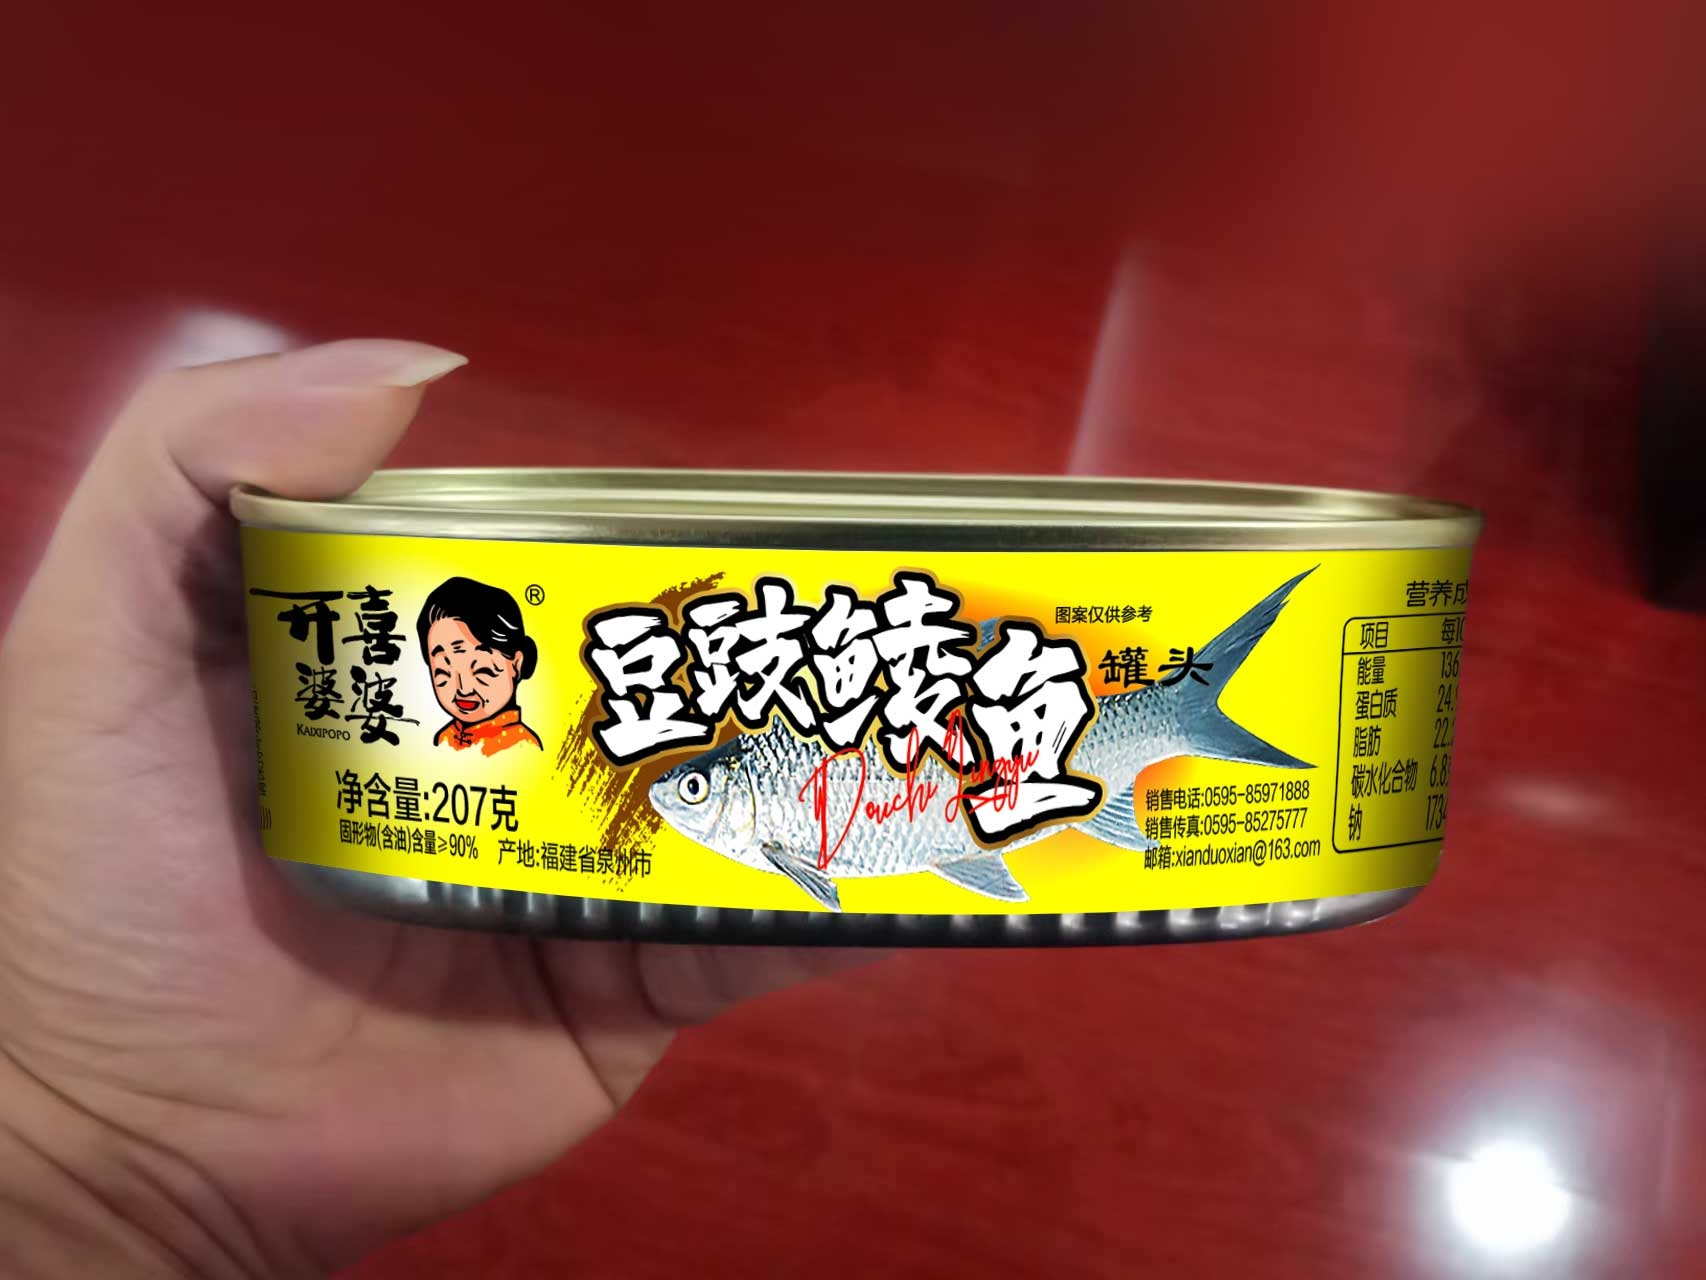 开喜婆婆
KAIXIPOPO
®
净含量:207克
固形物(含油)含量≥90%
产地:福建省泉州市
豆豉鲮鱼
Douchi Lingyu
罐头
图案仅供参考
销售电话:0595-85971888
销售传真:0595-85275777
邮箱:xianduoxian@163.com
营养成
项目
能量
蛋白质
脂肪
碳水化合物
钠